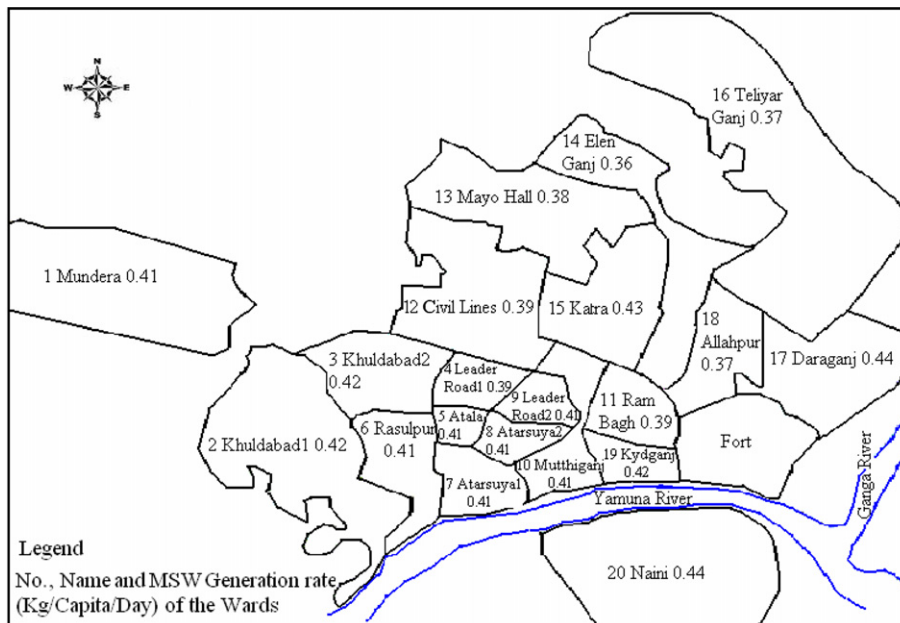 N
W E
S
16 Teliyar
Ganj 0.37
14 Elen
Ganj 0.36
13 Mayo Hall 0.38
1 Mundera 0.41
12 Civil Lines 0.39
15 Katra 0.43
18
Allahpur
0.37
17 Daraganj 0.44
3 Khuldabad2
0.42
4 Leader
Road1 0.39
9 Leader
Road2 0.41
11 Ram
Bagh 0.39
5 Atala
0.41
6 Rasulpur
0.41
8 Atarsuya2
0.41
2 Khuldabad1 0.42
Fort
19 Kydganj
0.42
10 Mutthiganj
0.41
7 Atarsuya1
0.41
Yamuna River
Ganga River
20 Naini 0.44
Legend
No., Name and MSW Generation rate
(Kg/Capita/Day) of the Wards